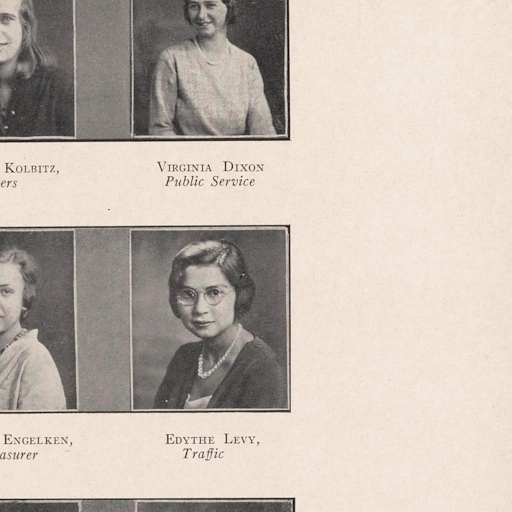 Kolbitz,
ers
Virginia Dixon
Public Service
Engelken,
asurer
Edythe Levy,
Traffic